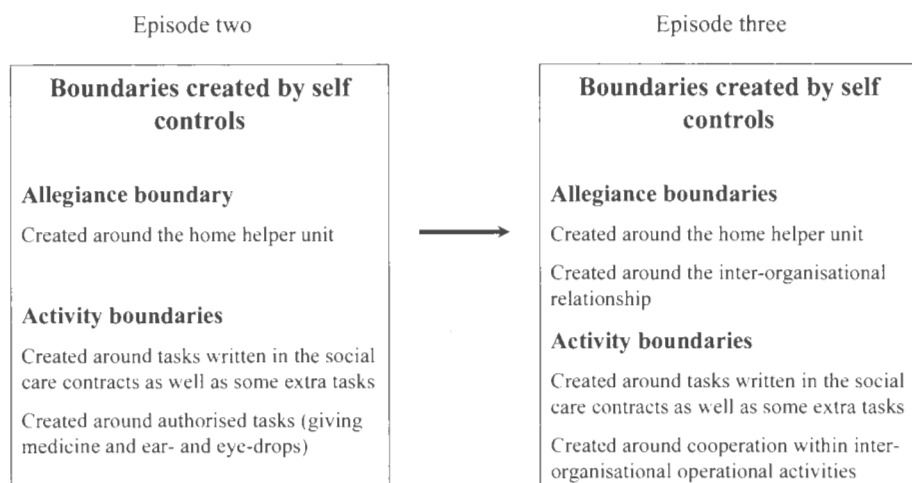 Episode two
Boundaries created by self
controls
Allegiance boundary
Created around the home helper unit
Activity boundaries
Created around tasks written in the social
care contracts as well as some extra tasks
Created around authorised tasks (giving
medicine and ear- and eye-drops)
Episode three
Boundaries created by self
controls
Allegiance boundaries
Created around the home helper unit
Created around the inter-organisational
relationship
Activity boundaries
Created around tasks written in the social
care contracts as well as some extra tasks
Created around cooperation within inter-
organisational operational activities